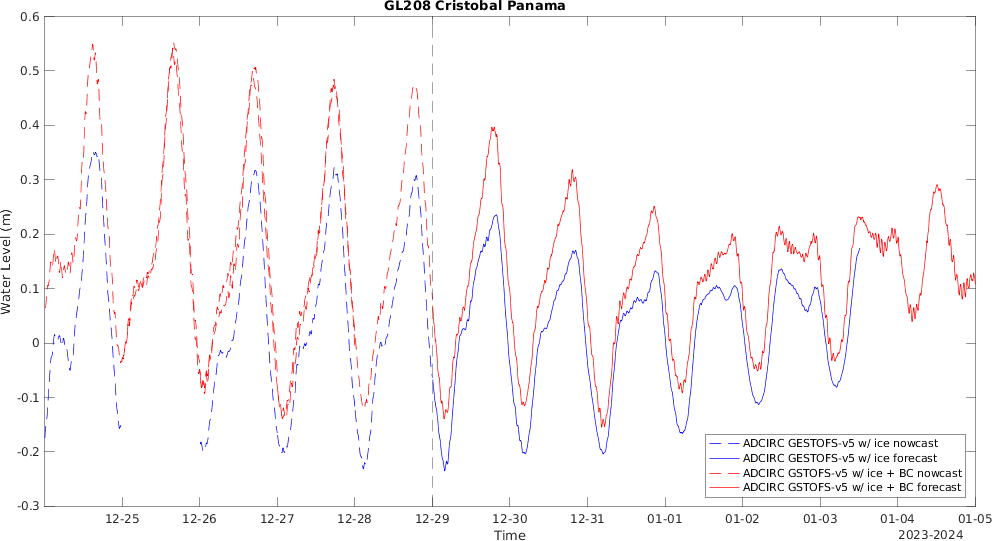 GL208 Cristobal Panama
0.6
0.5
0.4
0.3
0.2
0.1
0
-0.1
-0.2
-0.3
Water Level (m)
ADCIRC GESTOFS-v5 w/ ice nowcast
ADCIRC GESTOFS-v5 w/ ice forecast
ADCIRC GSTOFS-v5 w/ ice + BC nowcast
ADCIRC GSTOFS-v5 w/ ice + BC forecast
12-25 12-26 12-27 12-28 12-29 12-30 12-31 01-01 01-02 01-03 01-04 01-05
Time
2023-2024